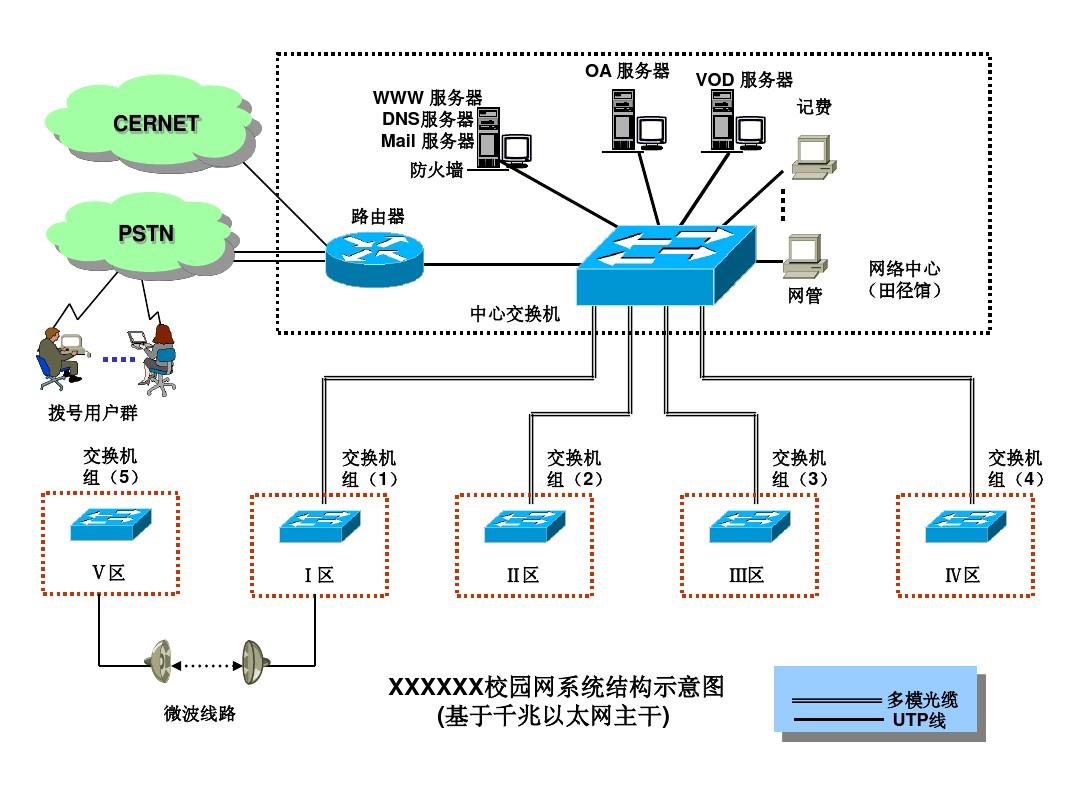 OA 服务器
VOD 服务器
WWW 服务器
DNS服务器
Mail 服务器
防火墙
记费
CERNET
PSTN
路由器
网络中心
（田径馆）
网管
中心交换机
拨号用户群
交换机
组（5）
交换机
组（1）
交换机
组（2）
交换机
组（3）
交换机
组（4）
Ⅴ区
Ⅰ区
Ⅱ区
Ⅲ区
Ⅳ区
微波线路
XXXXXX校园网系统结构示意图
(基于千兆以太网主干)
多模光缆
UTP线